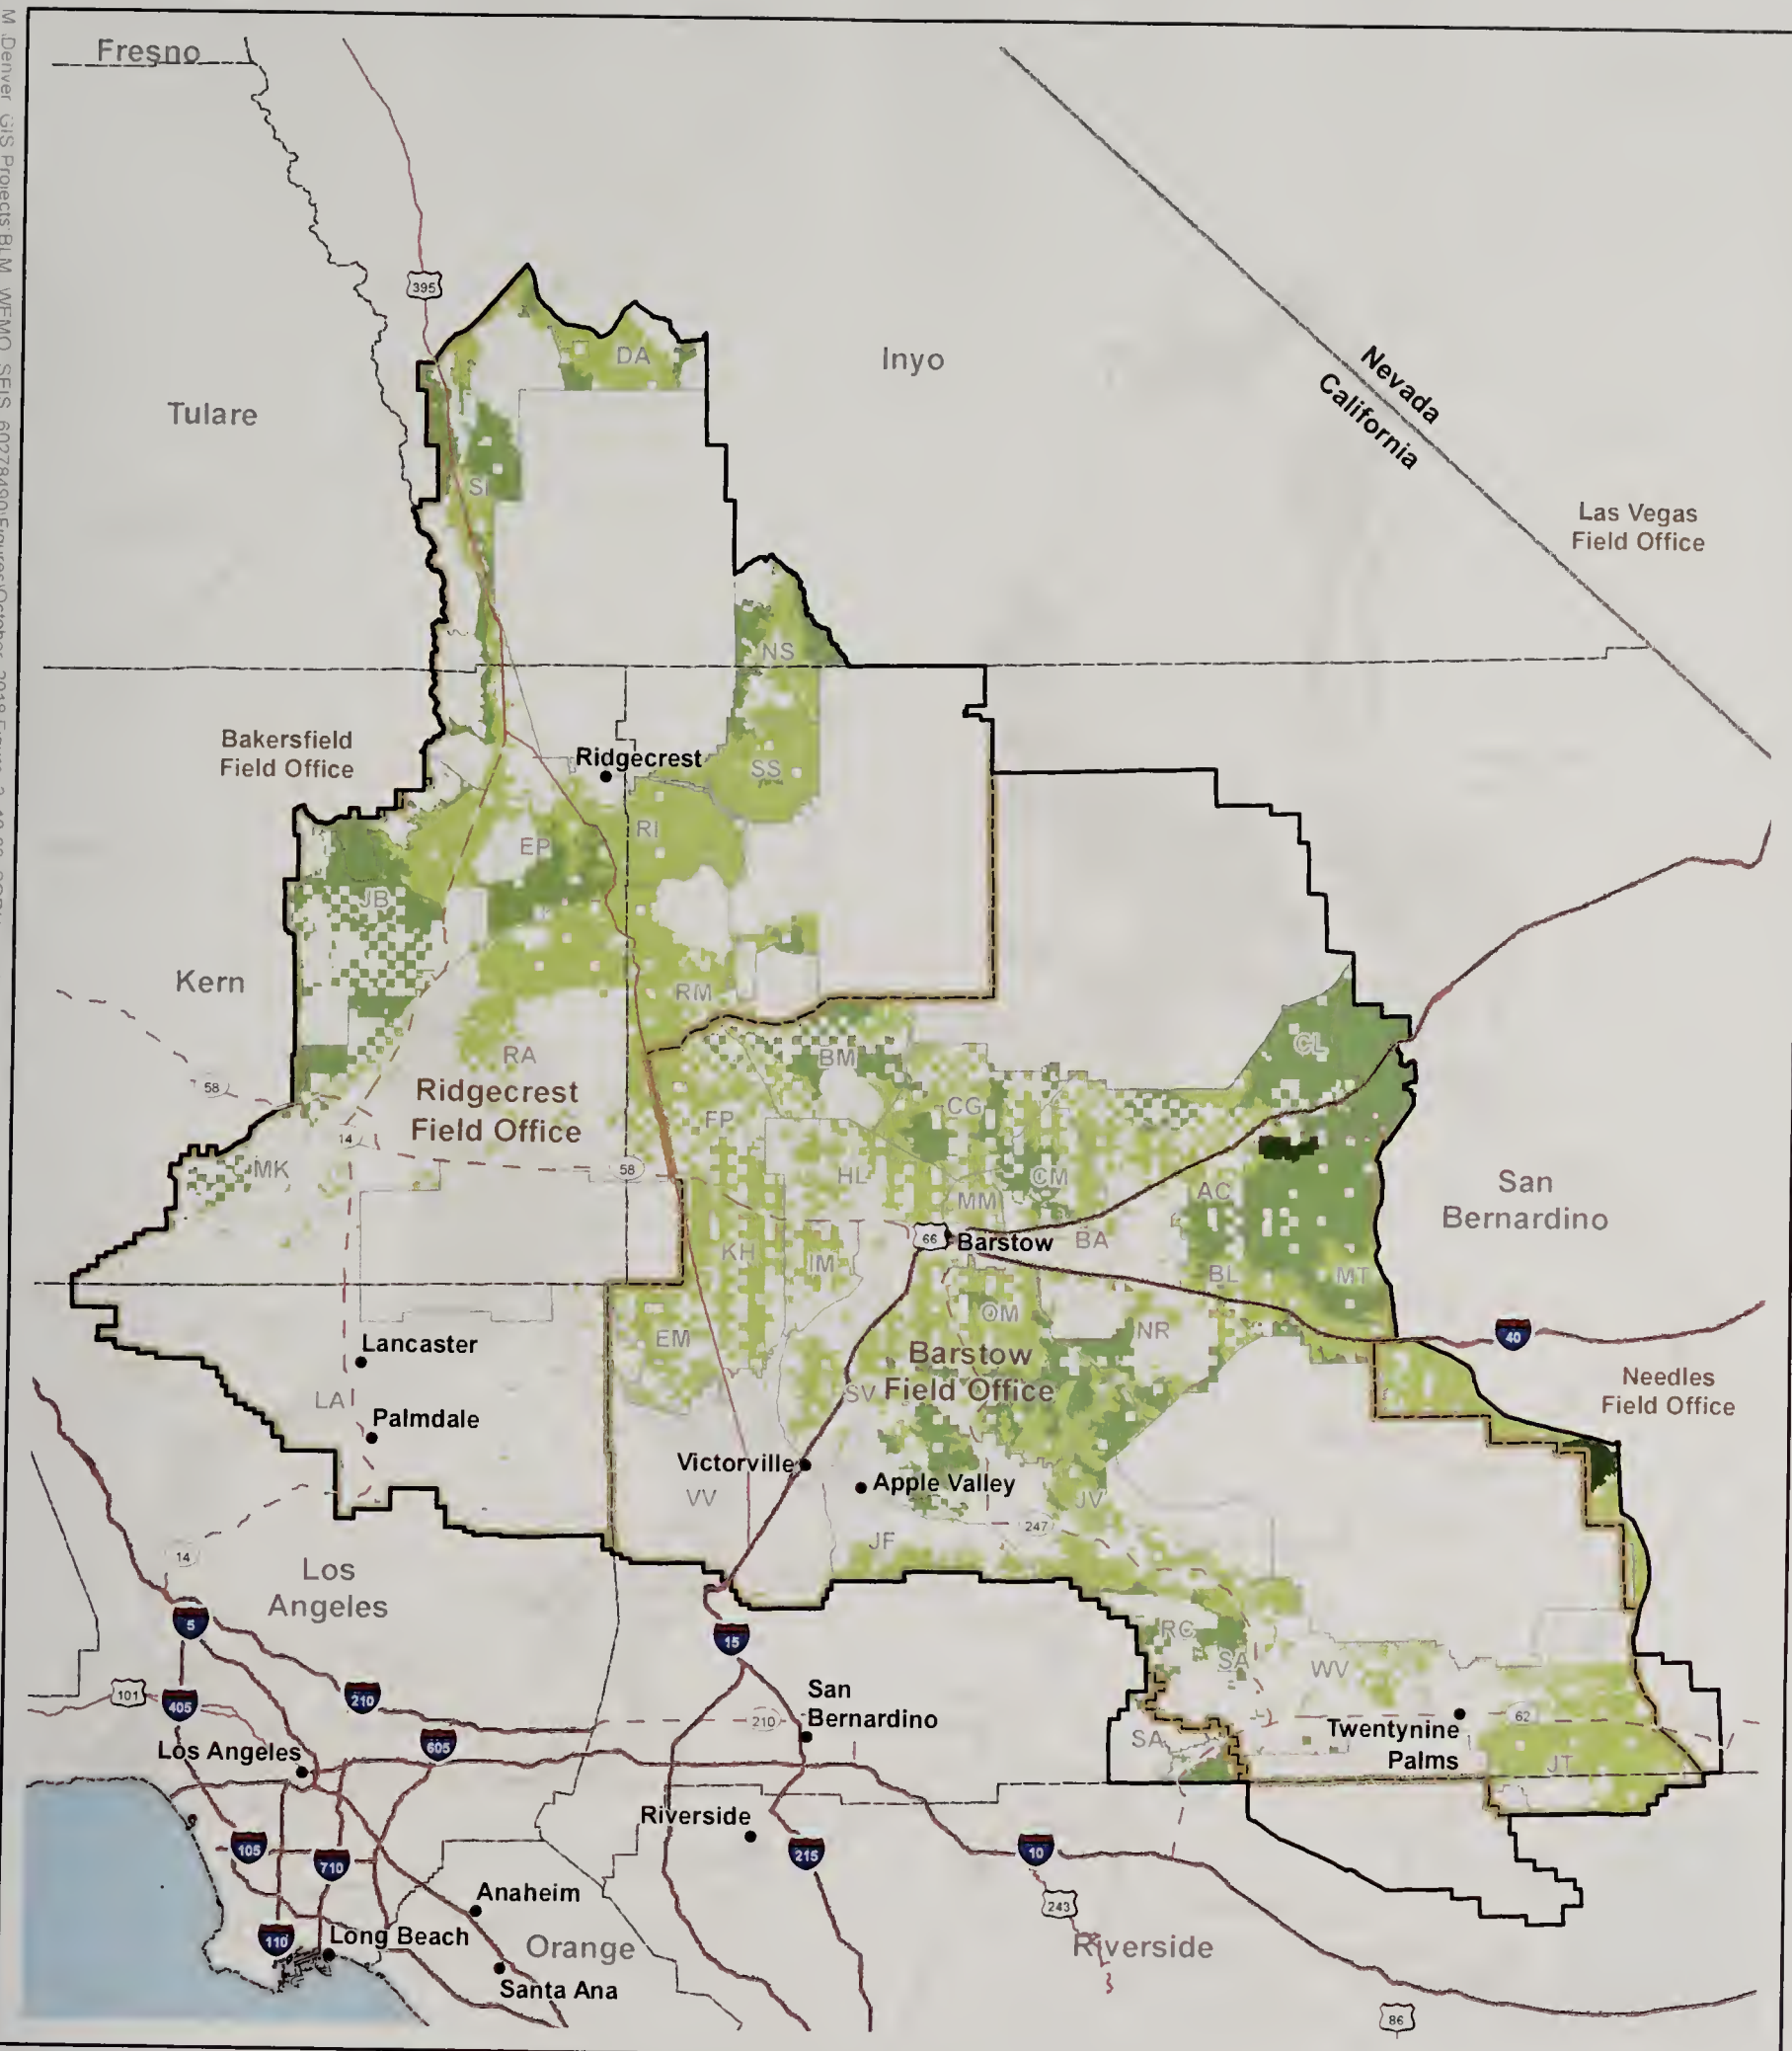 Fresno
395
DA
Inyo
Nevada
California
Tulare
SI
Las Vegas
Field Office
NS
Bakersfield
Field Office
Ridgecrest
SS
RI
EP
JB
Kern
RM
RA
BM
CL
58
Ridgecrest
Field Office
FP
CG
14
58
MK
HL
MM
CM
AC
San
Bernardino
66
Barstow
BA
KH
IM
BL
MT
OM
NR
EM
40
Lancaster
Barstow
Field Office
SV
Needles
Field Office
LA
Palmdale
Victorville
VV
Apple Valley
JV
247
JF
14
Los
Angeles
5
15
RC
SA
WV
101
405
210
San
Bernardino
210
62
Twentynine
Palms
605
Los Angeles
SA
JT
Riverside
105
710
215
10
Anaheim
243
110
Long Beach
Orange
Riverside
Santa Ana
86